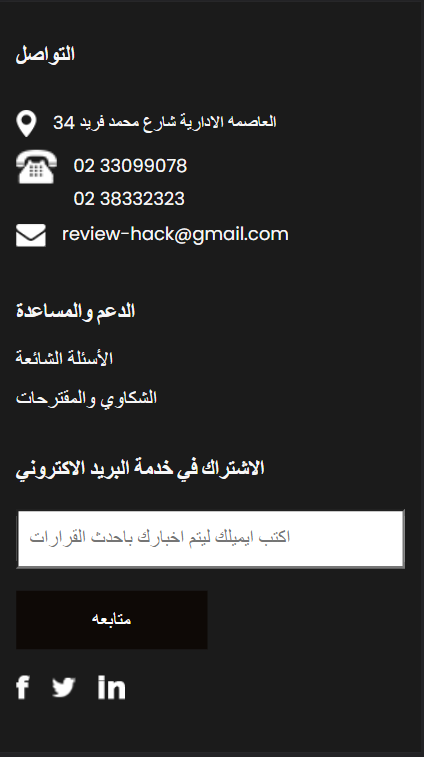 التواصل
العاصمه الادارية شارع محمد فريد 34
02 33099078
02 38332323
review-hack@gmail.com
الدعم والمساعدة
الأسئلة الشائعة
الشكاوي والمقترحات
الاشتراك في خدمة البريد الاكتروني
اكتب ايميلك ليتم اخبارك باحدث القرارات
متابعه